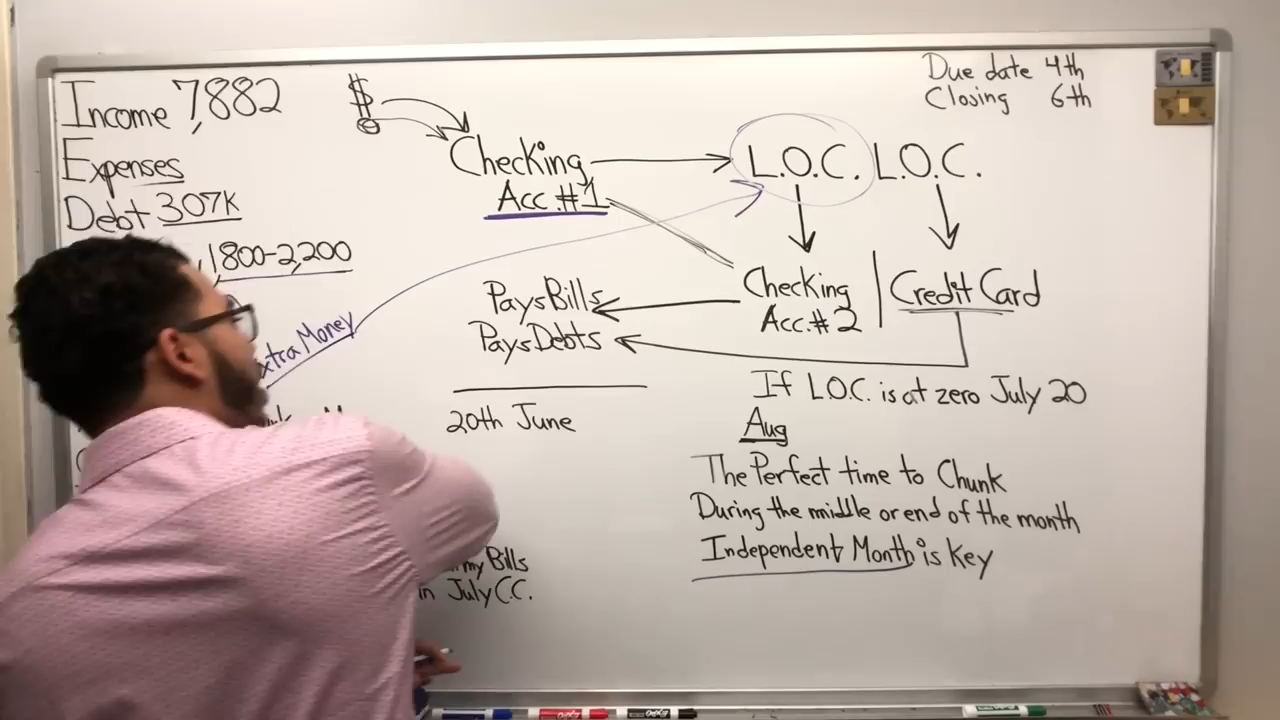 Income 7,882
Expenses
Debt 307K
1800-2,200
Extra Money
$
Checking
Acc.#1
L.O.C. L.O.C.
Due date 4th
Closing 6th
Checking
Acc.#2
Credit Card
Pays Bills
Pays Debts
20th June
my Bills
in July C.C.
If L.O.C. is at zero July 20
Aug
The Perfect time to Chunk
During the middle or end of the month
Independent Month is Key